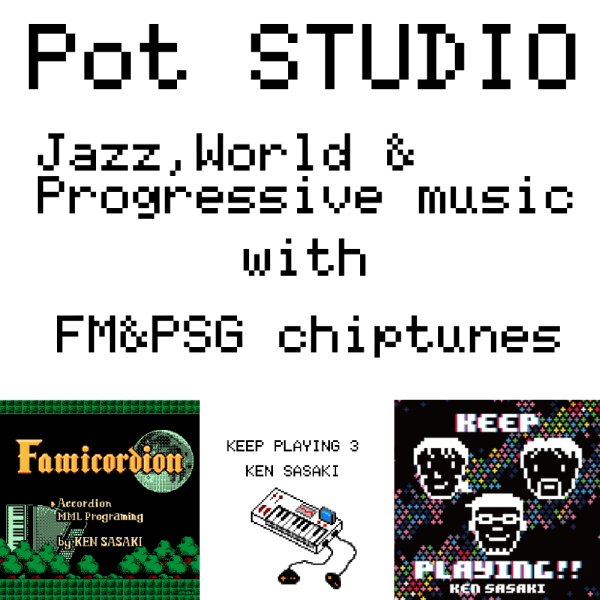 Pot STUDIO
Jazz,World &
Progressive music
with
FM&PSG chiptunes
Famicordion
Accordion
MML Programing
by KEN SASAKI
KEEP PLAYING 3
KEN SASAKI
KEEP
PLAYING!!
KEN SASAKI